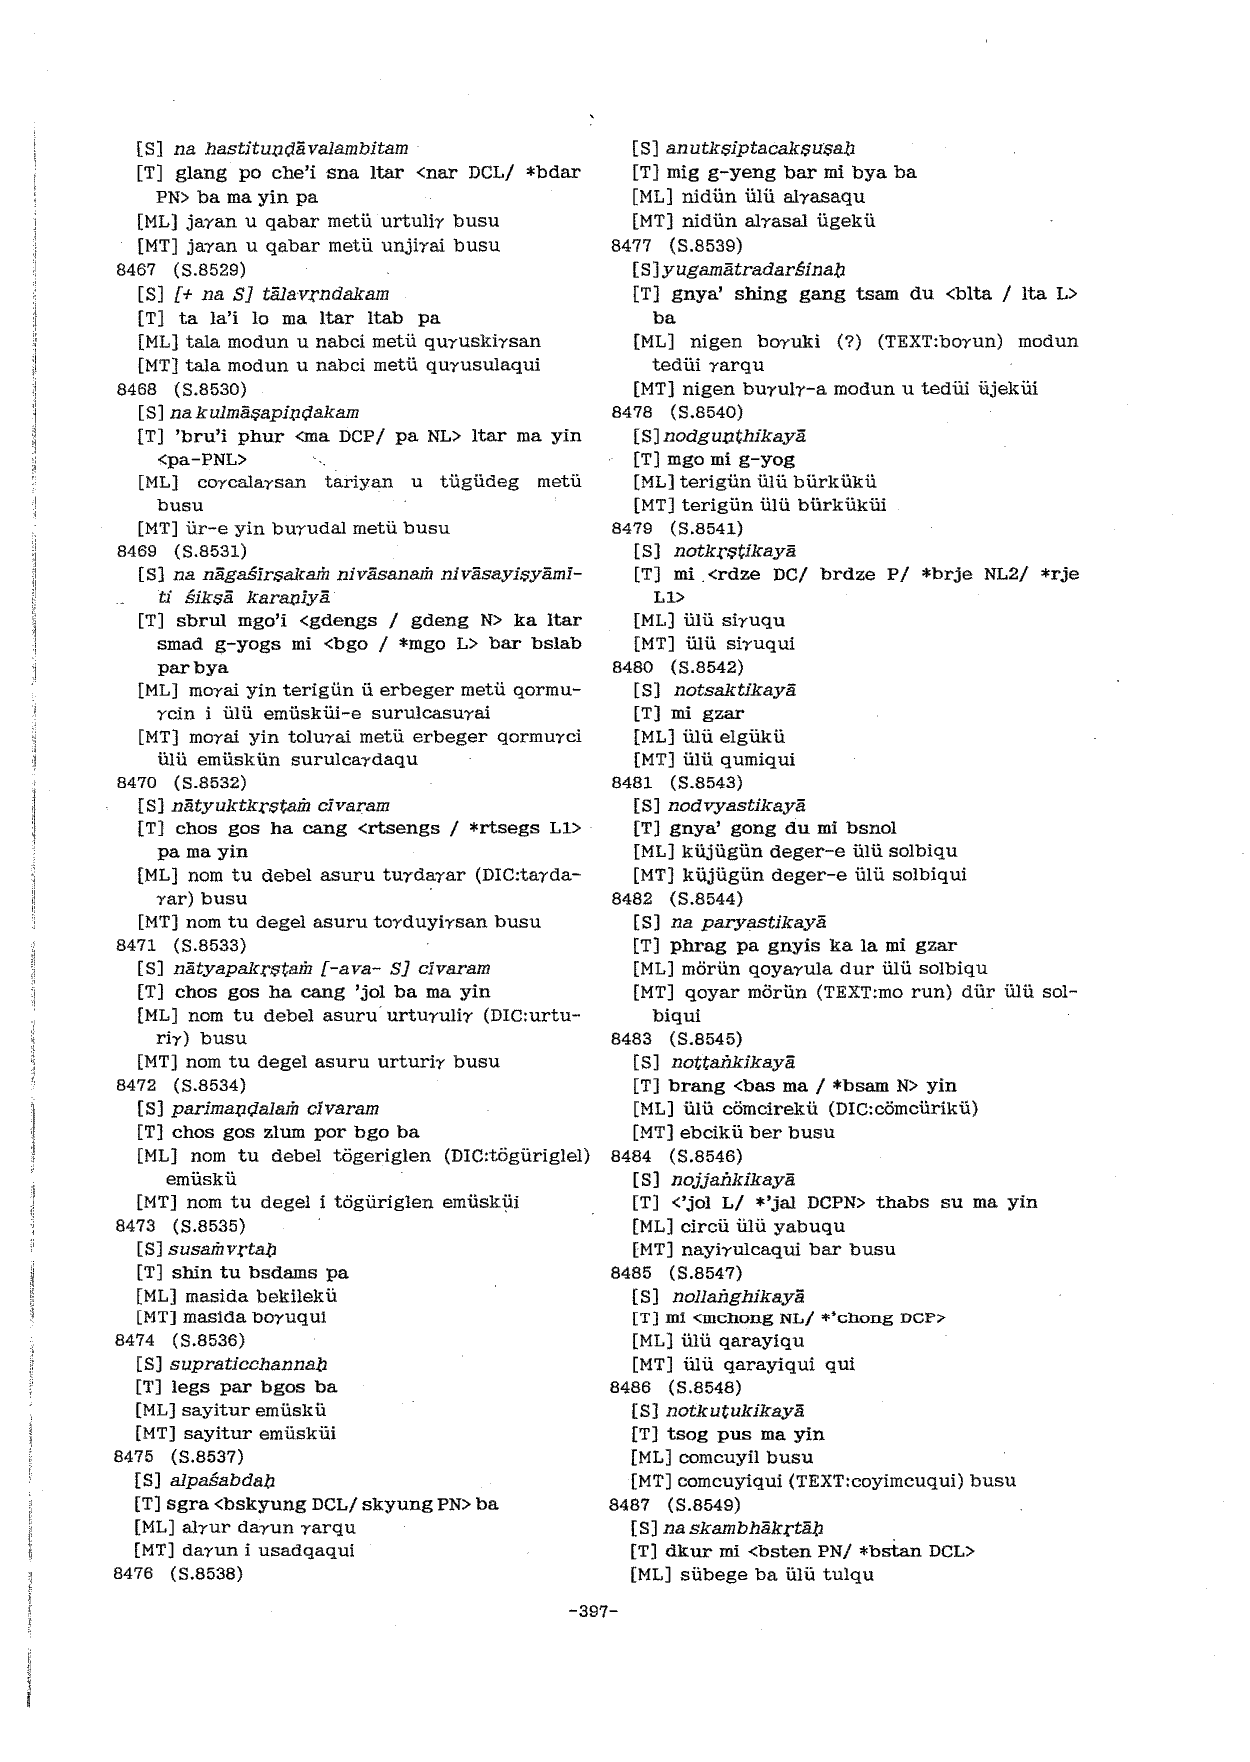 [S] na hastituṇḍāvalambitam
[T] glang po che'i sna ltar <nar DCL/ *bdar
PN> ba ma yin pa
[ML] jaγan u qabar metü urtuliγ busu
[MT] jaγan u qabar metü unjiγai busu
8467 (S.8529)
[S] [+ na S] tālavṛndakam
[T] ta la'i lo ma ltar ltab pa
[ML] tala modun u nabci metü quγuskiγsan
[MT] tala modun u nabci metü quγusulaqui
8468 (S.8530)
[S] na kulmāṣapiṇḍakam
[T] 'bru'i phur <ma DCP/ pa NL> ltar ma yin
<pa-PNL>
[ML] coγcalaγsan tariyan u tügüdeg metü
busu
[MT] ür-e yin buγudal metü busu
8469 (S.8531)
[S] na nāgaśīrṣakaṁ nivāsanaṁ nivāsayiṣyāmī-
ti śikṣā karaṇīyā
[T] sbrul mgo'i <gdengs / gdeng N> ka ltar
smad g-yogs mi <bgo / *mgo L> bar bslab
par bya
[ML] moγai yin terigün ü erbeger metü qormu-
γcin i ülü emüsküi-e surulcasuγai
[MT] moγai yin toluγai metü erbeger qormuγci
ülü emüskün surulcaγdaqu
8470 (S.8532)
[S] nātyuktkṛṣṭaṁ cīvaram
[T] chos gos ha cang <rtsengs / *rtsegs L1>
pa ma yin
[ML] nom tu debel asuru tuγdaγar (DIC:taγda-
γar) busu
[MT] nom tu degel asuru toγduyiγsan busu
8471 (S.8533)
[S] nātyapakṛṣṭaṁ [-ava- S] cīvaram
[T] chos gos ha cang 'jol ba ma yin
[ML] nom tu debel asuru urtuγuliγ (DIC:urtu-
riγ) busu
[MT] nom tu degel asuru urturiγ busu
8472 (S.8534)
[S] parimaṇḍalaṁ cīvaram
[T] chos gos zlum por bgo ba
[ML] nom tu debel tögeriglen (DIC:tögüriglel)
emüskü
[MT] nom tu degel i tögüriglen emüsküi
8473 (S.8535)
[S] susaṁvṛtaḥ
[T] shin tu bsdams pa
[ML] masida bekilekü
[MT] masida boγuqui
8474 (S.8536)
[S] supraticchannaḥ
[T] legs par bgos ba
[ML] sayitur emüskü
[MT] sayitur emüsküi
8475 (S.8537)
[S] alpaśabdaḥ
[T] sgra <bskyung DCL/ skyung PN> ba
[ML] alγur daγun γarqu
[MT] daγun i usadqaqui
8476 (S.8538)
[S] anutkṣiptacakṣuṣaḥ
[T] mig g-yeng bar mi bya ba
[ML] nidün ülü alγasaqu
[MT] nidün alγasal ügekü
8477 (S.8539)
[S] yugamātradarśinaḥ
[T] gnya' shing gang tsam du <blta / lta L>
ba
[ML] nigen boγuki (?) (TEXT:boγun) modun
tedüi γarqu
[MT] nigen buγulγ-a modun u tedüi üjeküi
8478 (S.8540)
[S] nodguṇṭhikayā
[T] mgo mi g-yog
[ML] terigün ülü bürkükü
[MT] terigün ülü bürküküi
8479 (S.8541)
[S] notkṛṣṭikayā
[T] mi <rdze DC/ brdze P/ *brje NL2/ *rje
L1>
[ML] ülü siγuqu
[MT] ülü siγuqui
8480 (S.8542)
[S] notsaktikayā
[T] mi gzar
[ML] ülü elgükü
[MT] ülü qumiqui
8481 (S.8543)
[S] nodvyastikayā
[T] gnya' gong du mi bsnol
[ML] küjügün deger-e ülü solbiqu
[MT] küjügün deger-e ülü solbiqui
8482 (S.8544)
[S] na paryastikayā
[T] phrag pa gnyis ka la mi gzar
[ML] mörün qoyaγula dur ülü solbiqu
[MT] qoyar mörün (TEXT:mo run) dür ülü sol-
biqui
8483 (S.8545)
[S] noṭṭaṅkikayā
[T] brang <bas ma / *bsam N> yin
[ML] ülü cömcirekü (DIC:cömcürikü)
[MT] ebcikü ber busu
8484 (S.8546)
[S] nojjaṅkikayā
[T] <'jol L/ *'jal DCPN> thabs su ma yin
[ML] circü ülü yabuqu
[MT] nayiγulcaqui bar busu
8485 (S.8547)
[S] nollaṅghikayā
[T] mi <mchong NL/ *'chong DCP>
[ML] ülü qarayiqu
[MT] ülü qarayiqui qui
8486 (S.8548)
[S] notkuṭukikayā
[T] tsog pus ma yin
[ML] comcuyil busu
[MT] comcuyiqui (TEXT:coyimcuqui) busu
8487 (S.8549)
[S] na skambhākṛtāḥ
[T] dkur mi <bsten PN/ *bstan DCL>
[ML] sübege ba ülü tulqu
-397-